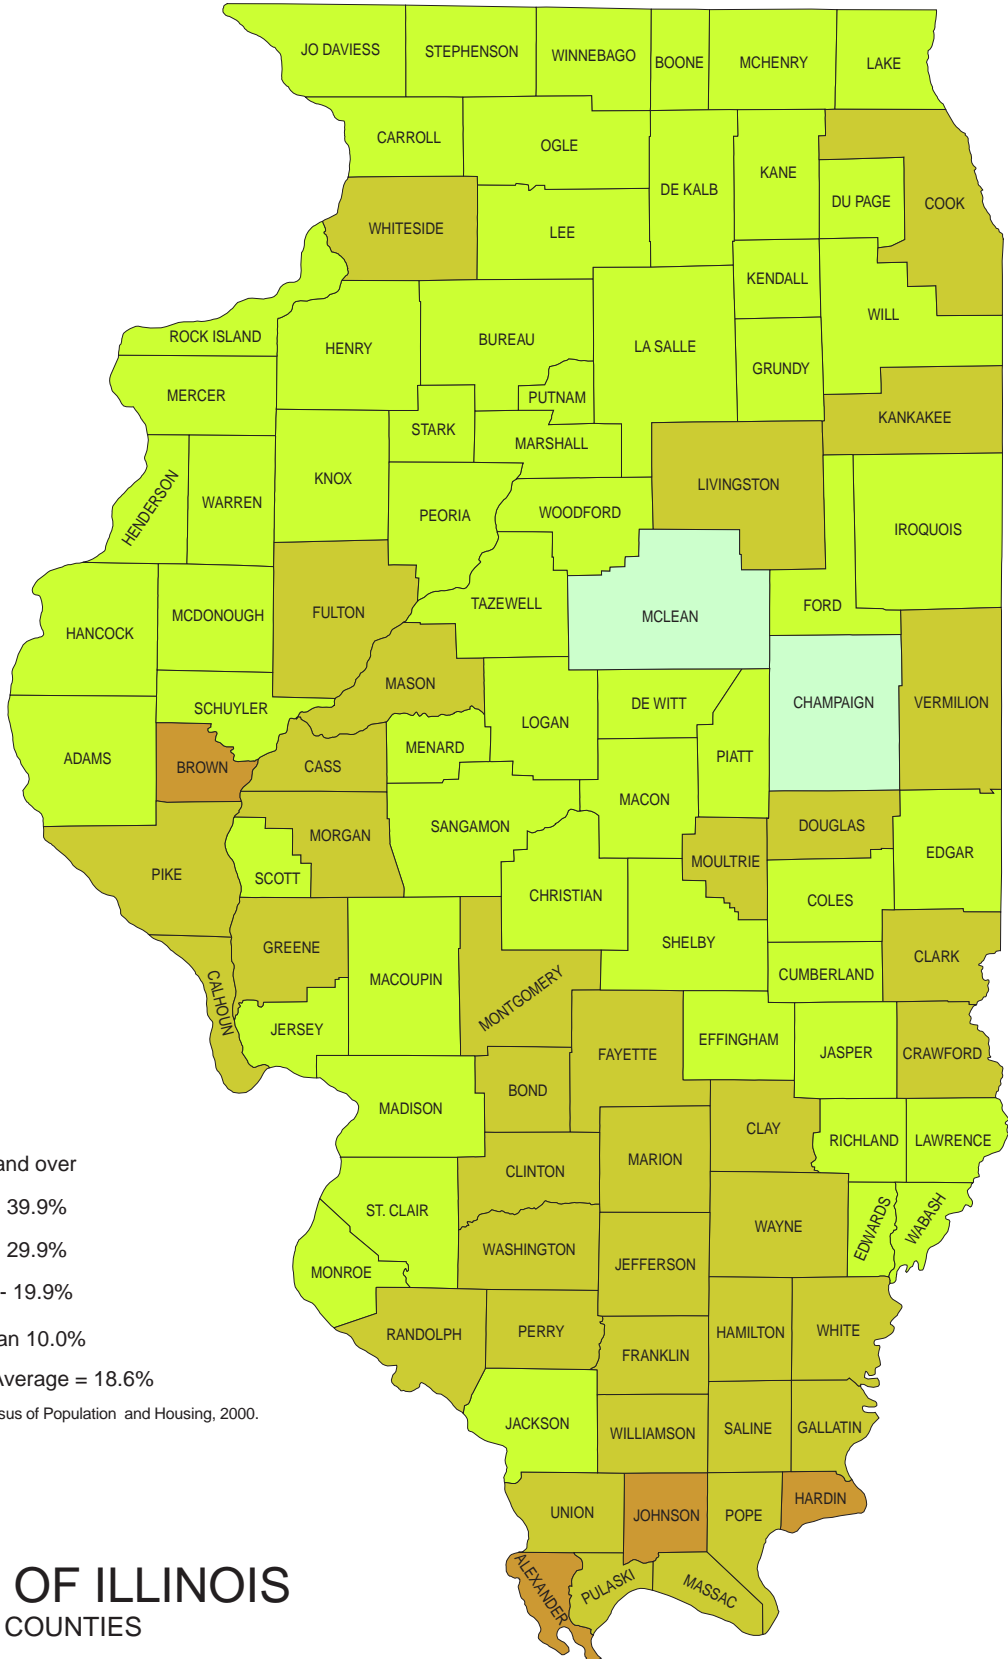 JO DAVIESS
STEPHENSON
WINNEBAGO
BOONE
MCHENRY
LAKE
CARROLL
OGLE
DE KALB
KANE
DU PAGE
COOK
WHITESIDE
LEE
KENDALL
WILL
ROCK ISLAND
HENRY
BUREAU
LA SALLE
GRUNDY
MERCER
PUTNAM
KANKAKEE
STARK
MARSHALL
HENDERSON
WARREN
KNOX
PEORIA
WOODFORD
LIVINGSTON
IROQUOIS
HANCOCK
MCDONOUGH
FULTON
TAZEWELL
MCLEAN
FORD
MASON
SCHUYLER
LOGAN
DE WITT
CHAMPAIGN
VERMILION
ADAMS
BROWN
CASS
MENARD
PIATT
MACON
SANGAMON
MORGAN
DOUGLAS
EDGAR
PIKE
SCOTT
MOULTRIE
CHRISTIAN
COLES
SHELBY
GREENE
MACOUPIN
MONTGOMERY
CUMBERLAND
CLARK
CALHOUN
JERSEY
FAYETTE
EFFINGHAM
JASPER
CRAWFORD
BOND
MADISON
CLAY
RICHLAND
LAWRENCE
CLINTON
MARION
ST. CLAIR
WAYNE
EDWARDS
WABASH
WASHINGTON
JEFFERSON
MONROE
RANDOLPH
PERRY
FRANKLIN
HAMILTON
WHITE
JACKSON
WILLIAMSON
SALINE
GALLATIN
UNION
JOHNSON
POPE
HARDIN
ALEXANDER
PULASKI
MASSAC
and over
39.9%
29.9%
- 19.9%
an 10.0%
Average = 18.6%
sus of Population and Housing, 2000.
OF ILLINOIS
COUNTIES